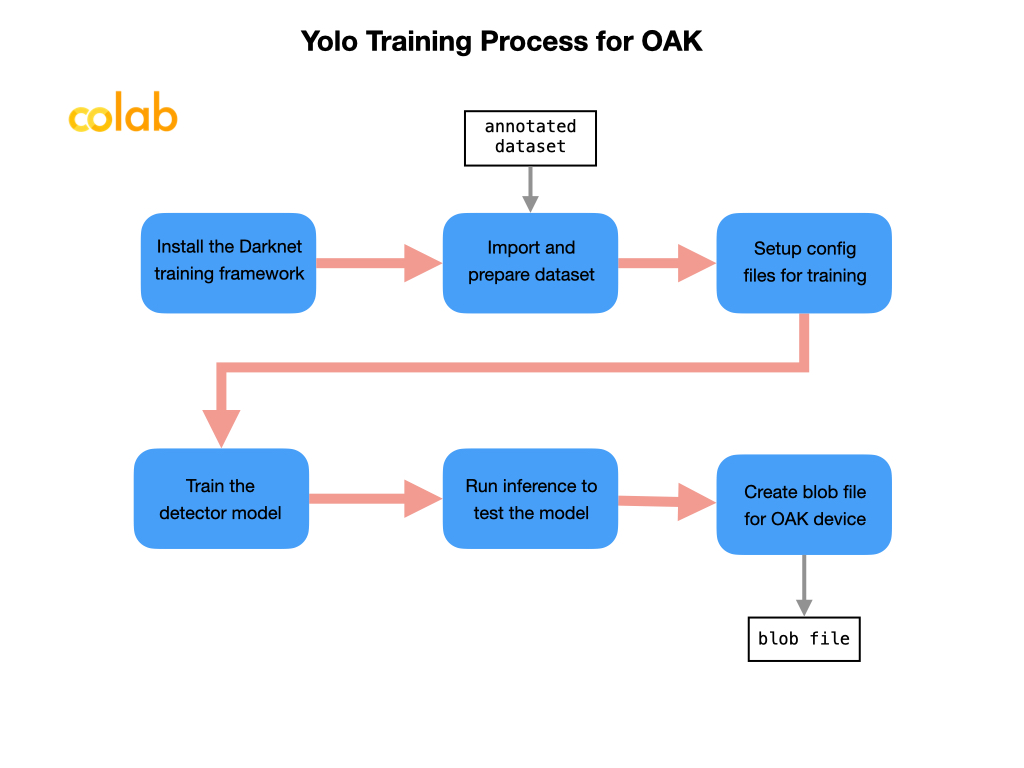 Yolo Training Process for OAK
colab
annotated
dataset
Install the Darknet
training framework
Import and
prepare dataset
Setup config
files for training
Train the
detector model
Run inference to
test the model
Create blob file
for OAK device
blob file